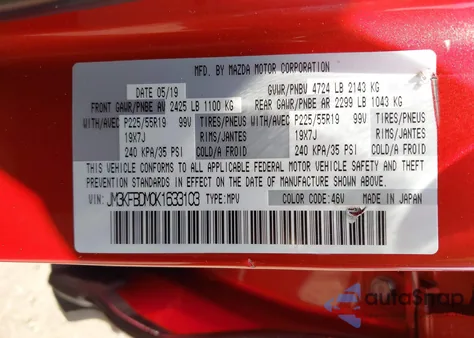 MFD. BY MAZDA MOTOR CORPORATION
DATE 05/19 GVWR/PNBV 4724 LB 2143 KG
FRONT GAWR/PNBE AV 2425 LB 1100 KG REAR GAWR/PNBE AR 2299 LB 1043 KG
WITH/AVEC P225/55R19 99V TIRES/PNEUS WITH/AVEC P225/55R19 99V TIRES/PNEUS
19X7J RIMS/JANTES 19X7J RIMS/JANTES
240 KPA/35 PSI COLD/A FROID 240 KPA/35 PSI COLD/A FROID
THIS VEHICLE CONFORMS TO ALL APPLICABLE FEDERAL MOTOR VEHICLE SAFETY AND THEFT
PREVENTION STANDARDS IN EFFECT ON THE DATE OF MANUFACTURE SHOWN ABOVE.
VIN: JM3KFBDM0K1633103 TYPE:MPV COLOR CODE:46V MADE IN JAPAN
autoSnap